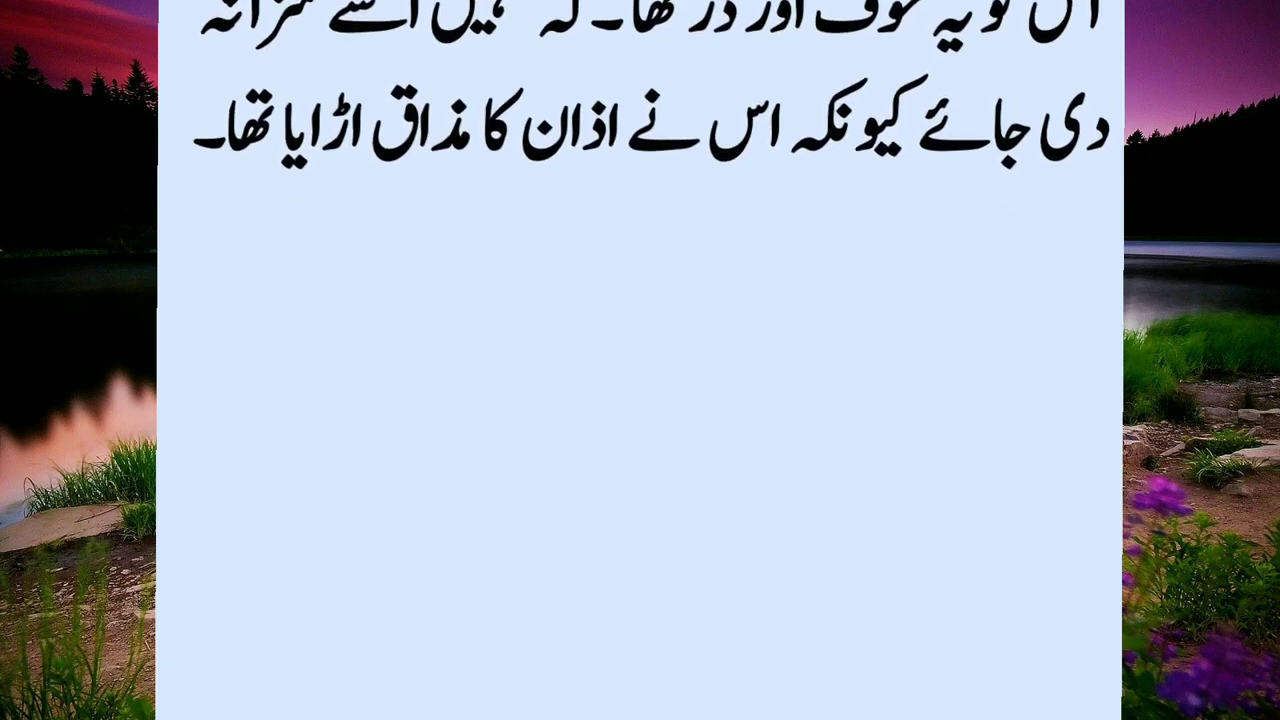 اس کو یہ خوف اور ڈر تھا۔ کہ کہیں اسے سزا نہ
دی جائے کیونکہ اس نے اذان کا مذاق اڑایا تھا۔